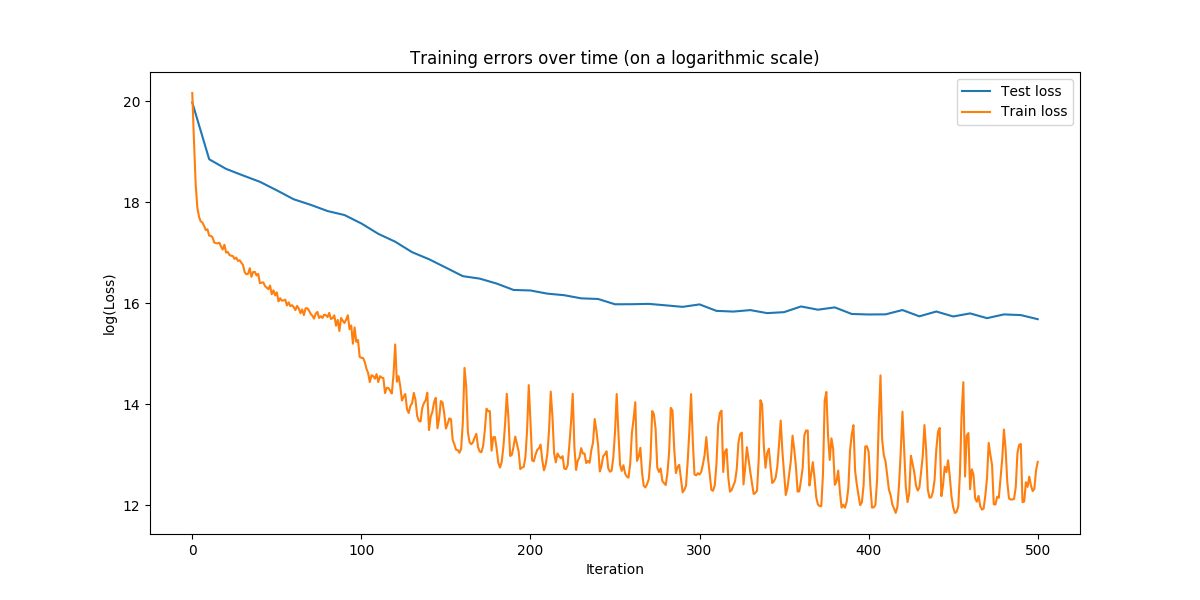 Training errors over time (on a logarithmic scale)
Test loss
Train loss
20
18
16
14
12
log(Loss)
0 100 200 300 400 500
Iteration